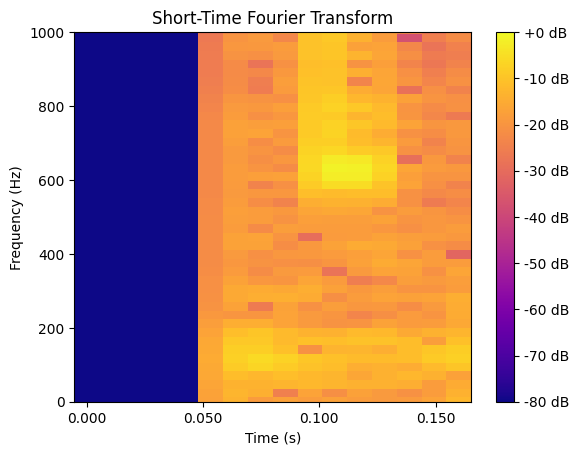 Short-Time Fourier Transform
1000
800
600
400
200
0
Frequency (Hz)
0.000
0.050
0.100
0.150
Time (s)
+0 dB
-10 dB
-20 dB
-30 dB
-40 dB
-50 dB
-60 dB
-70 dB
-80 dB